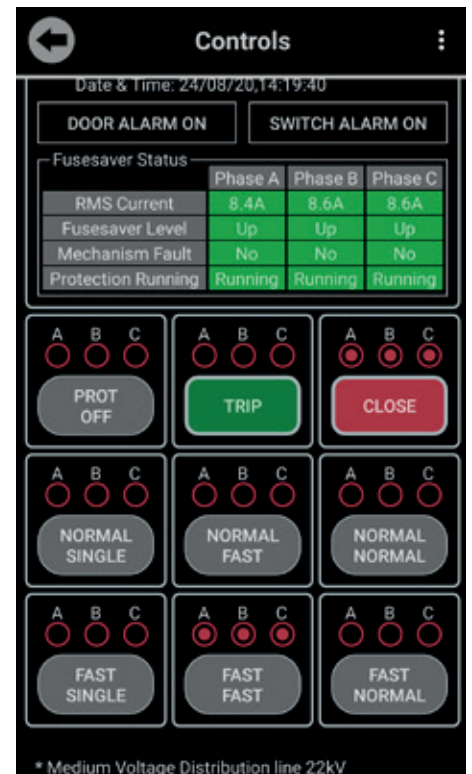 Controls
Date & Time: 24/08/20,14:19:40
DOOR ALARM ON SWITCH ALARM ON
Fusesaver Status
Phase A Phase B Phase C
RMS Current 8.4A 8.6A 8.6A
Fusesaver Level Up Up Up
Mechanism Fault No No No
Protection Running Running Running Running
A B C A B C A B C
PROT OFF TRIP CLOSE
A B C A B C A B C
NORMAL NORMAL NORMAL
SINGLE FAST NORMAL
A B C A B C A B C
FAST FAST FAST
SINGLE FAST NORMAL
* Medium Voltage Distribution line 22kV